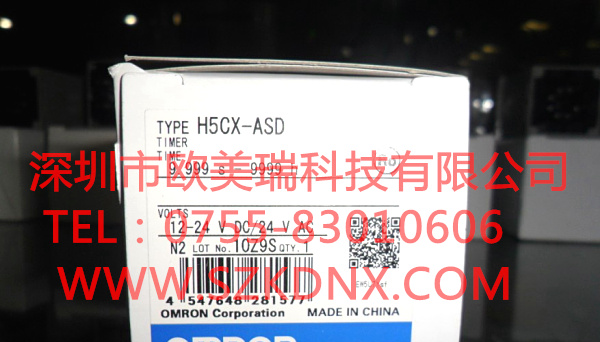 TYPE H5CX-ASD
TIMER
TIME
9.999 s - 9999 h
深圳市欧美瑞科技有限公司
VOLTS
TEL：0755-83010606
12-24 V DC/24 V AC
N2 LOT No. 10Z9S QTY. 1
WWW.SZKDNX.COM
4 547648 281577
OMRON Corporation MADE IN CHINA
OMRON